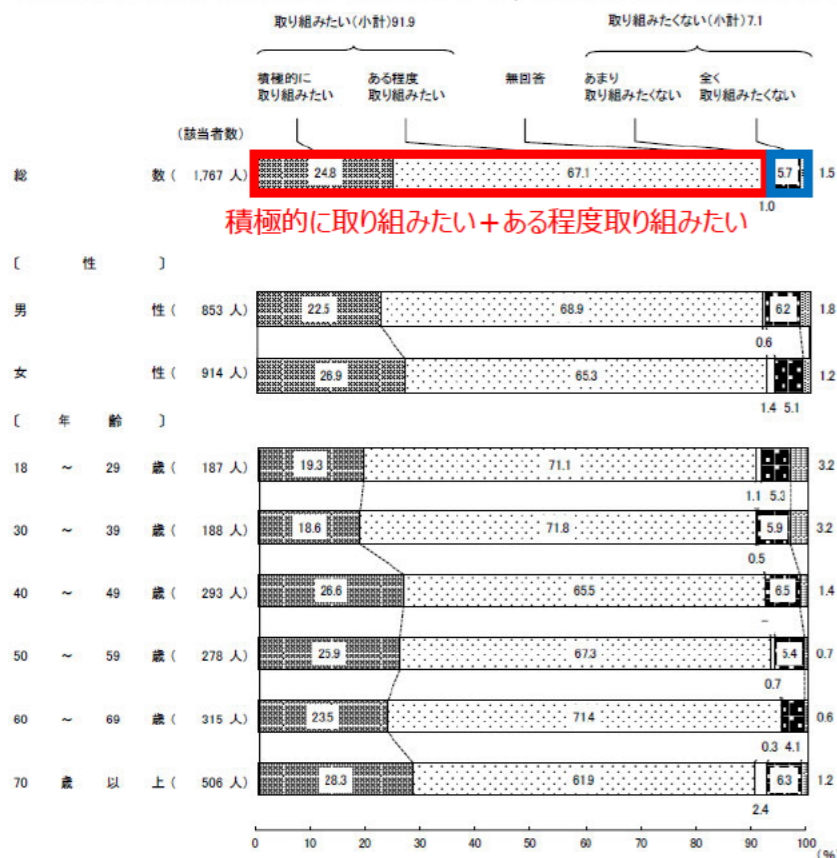 取り組みたい(小計)91.9 取り組みたくない(小計)7.1
積極的に取り組みたい ある程度取り組みたい 無回答 あまり取り組みたくない 全く取り組みたくない
(該当者数)
総 数 ( 1,767 人) 24.8 67.1 5.7 1.5
1.0
積極的に取り組みたい+ある程度取り組みたい
〔 性 〕
男 性 ( 853 人) 22.5 68.9 6.2 1.8
0.6
女 性 ( 914 人) 26.9 65.3 1.2
1.4 5.1
〔 年 齢 〕
18 ~ 29 歳 ( 187 人) 19.3 71.1 3.2
1.1 5.3
30 ~ 39 歳 ( 188 人) 18.6 71.8 5.9 3.2
0.5
40 ~ 49 歳 ( 293 人) 26.6 65.5 6.5 1.4
–
50 ~ 59 歳 ( 278 人) 25.9 67.3 5.4 0.7
0.7
60 ~ 69 歳 ( 315 人) 23.5 71.4 0.6
0.3 4.1
70 歳 以 上 ( 506 人) 28.3 61.9 6.3 1.2
2.4
0 10 20 30 40 50 60 70 80 90 100
(%)